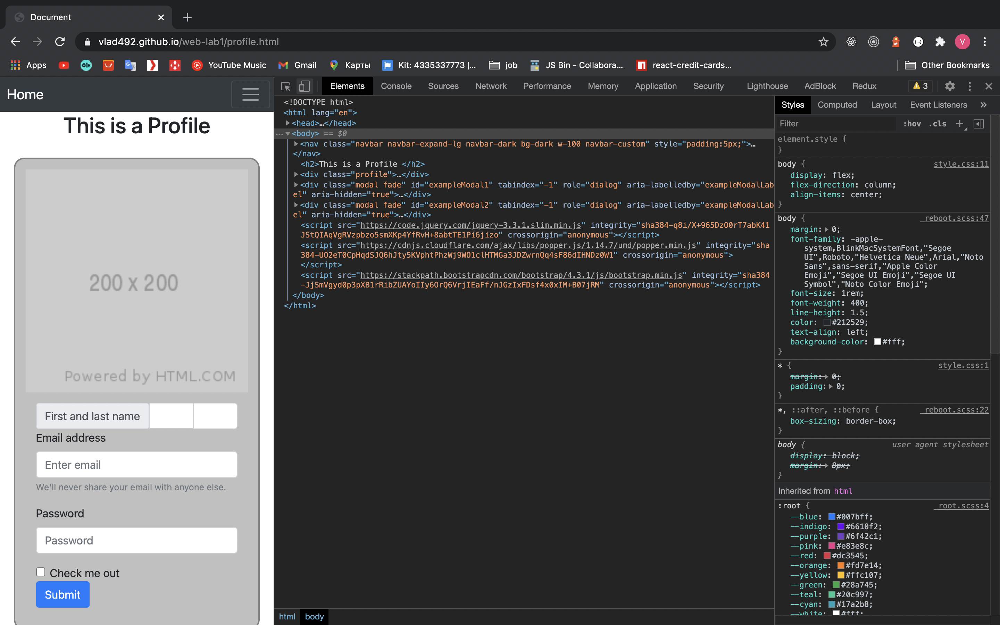 Document
vlad492.github.io/web-lab1/profile.html
V
Apps
YouTube Music
Gmail
Карты
Kit: 4335337773 |...
job
JS Bin - Collabora...
react-credit-cards...
Other Bookmarks
Home
This is a Profile
200 x 200
Powered by HTML.COM
First and last name
Email address
Enter email
We'll never share your email with anyone else.
Password
Password
Check me out
Submit
Elements Console Sources Network Performance Memory Application Security Lighthouse AdBlock Redux 3
<!DOCTYPE html>
<html lang="en">
<head>…</head>
…<body> == $0
<nav class="navbar navbar-expand-lg navbar-dark bg-dark w-100 navbar-custom" style="padding:5px;">…
</nav>
<h2>This is a Profile </h2>
<div class="profile">…</div>
<div class="modal fade" id="exampleModal1" tabindex="-1" role="dialog" aria-labelledby="exampleModalLab
el" aria-hidden="true">…</div>
<div class="modal fade" id="exampleModal2" tabindex="-1" role="dialog" aria-labelledby="exampleModalLab
el" aria-hidden="true">…</div>
<script src="https://code.jquery.com/jquery-3.3.1.slim.min.js" integrity="sha384-q8i/X+965DzO0rT7abK41
JStQIAqVgRVzpbzo5smXKp4YfRvH+8abtTE1Pi6jizo" crossorigin="anonymous"></script>
<script src="https://cdnjs.cloudflare.com/ajax/libs/popper.js/1.14.7/umd/popper.min.js" integrity="sha
384-UO2eT0CpHqdSJQ6hJty5KVphtPhzWj9WO1clHTMGa3JDZwrnQq4sF86dIHNDz0W1" crossorigin="anonymous">
</script>
<script src="https://stackpath.bootstrapcdn.com/bootstrap/4.3.1/js/bootstrap.min.js" integrity="sha384
-JjSmVgyd0p3pXB1rRibZUAYoIIy6OrQ6VrjIEaFf/nJGzIxFDsf4x0xIM+B07jRM" crossorigin="anonymous"></script>
</body>
</html>
html body
Styles Computed Layout Event Listeners »
Filter :hov .cls
element.style {
}
body { style.css:11
display: flex;
flex-direction: column;
align-items: center;
}
body { _reboot.scss:47
margin: 0;
font-family: -apple-
system,BlinkMacSystemFont,"Segoe
UI",Roboto,"Helvetica Neue",Arial,"Noto
Sans",sans-serif,"Apple Color
Emoji","Segoe UI Emoji","Segoe UI
Symbol","Noto Color Emoji";
font-size: 1rem;
font-weight: 400;
line-height: 1.5;
color: #212529;
text-align: left;
background-color: #fff;
}
* { style.css:1
margin: 0;
padding: 0;
}
*, ::after, ::before { _reboot.scss:22
box-sizing: border-box;
}
body { user agent stylesheet
display: block;
margin: 8px;
}
Inherited from html
:root { _root.scss:4
--blue: #007bff;
--indigo: #6610f2;
--purple: #6f42c1;
--pink: #e83e8c;
--red: #dc3545;
--orange: #fd7e14;
--yellow: #ffc107;
--green: #28a745;
--teal: #20c997;
--cyan: #17a2b8;
--white: #fff;